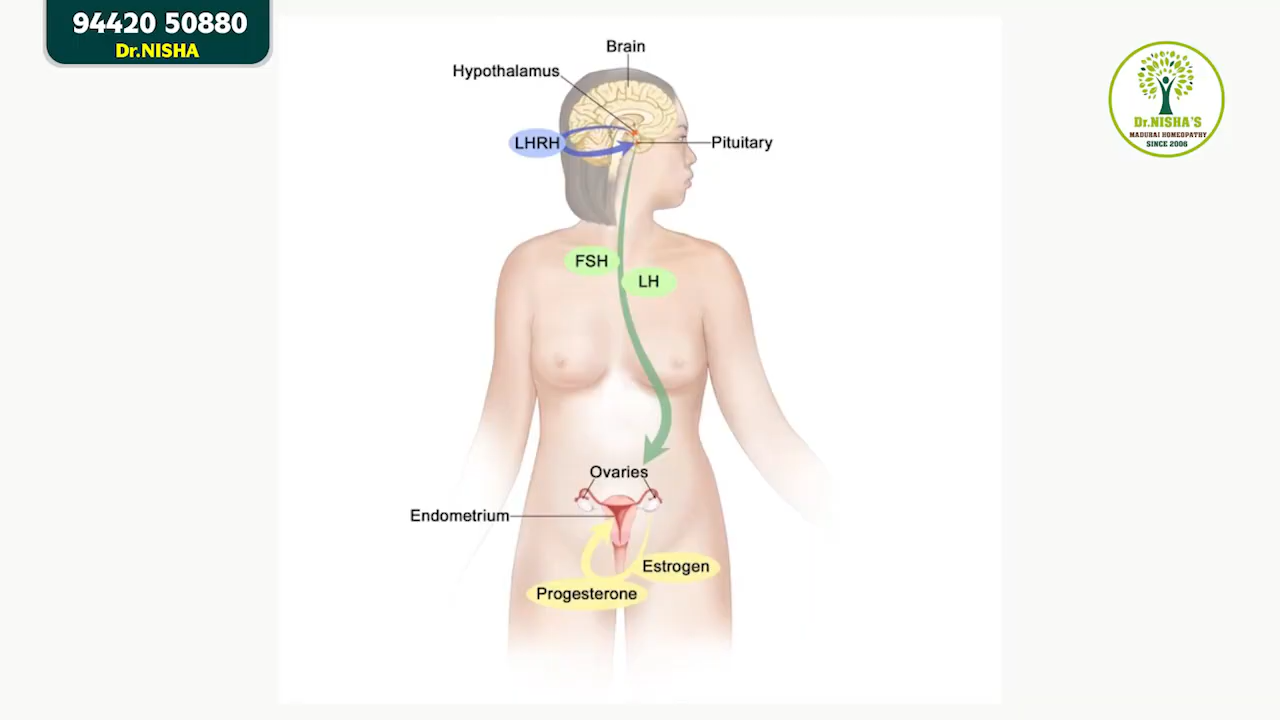 94420 50880
Dr.NISHA
Brain
Hypothalamus
LHRH
Pituitary
Dr.NISHA'S
MADURAI HOMEOPATHY
SINCE 2006
FSH
LH
Ovaries
Endometrium
Estrogen
Progesterone